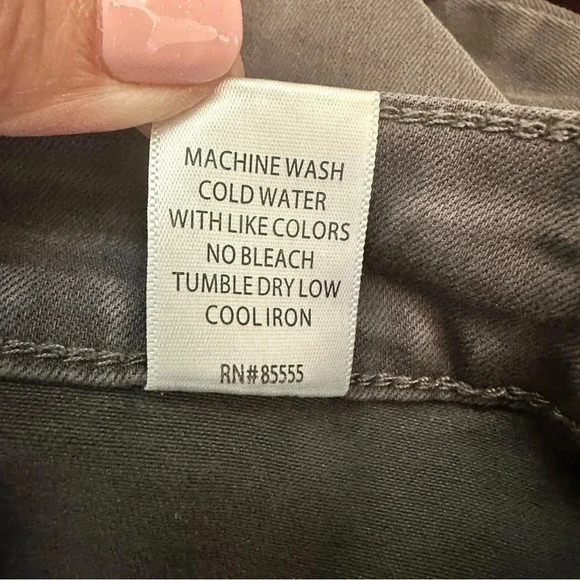 MACHINE WASH
COLD WATER
WITH LIKE COLORS
NO BLEACH
TUMBLE DRY LOW
COOL IRON
RN#85555